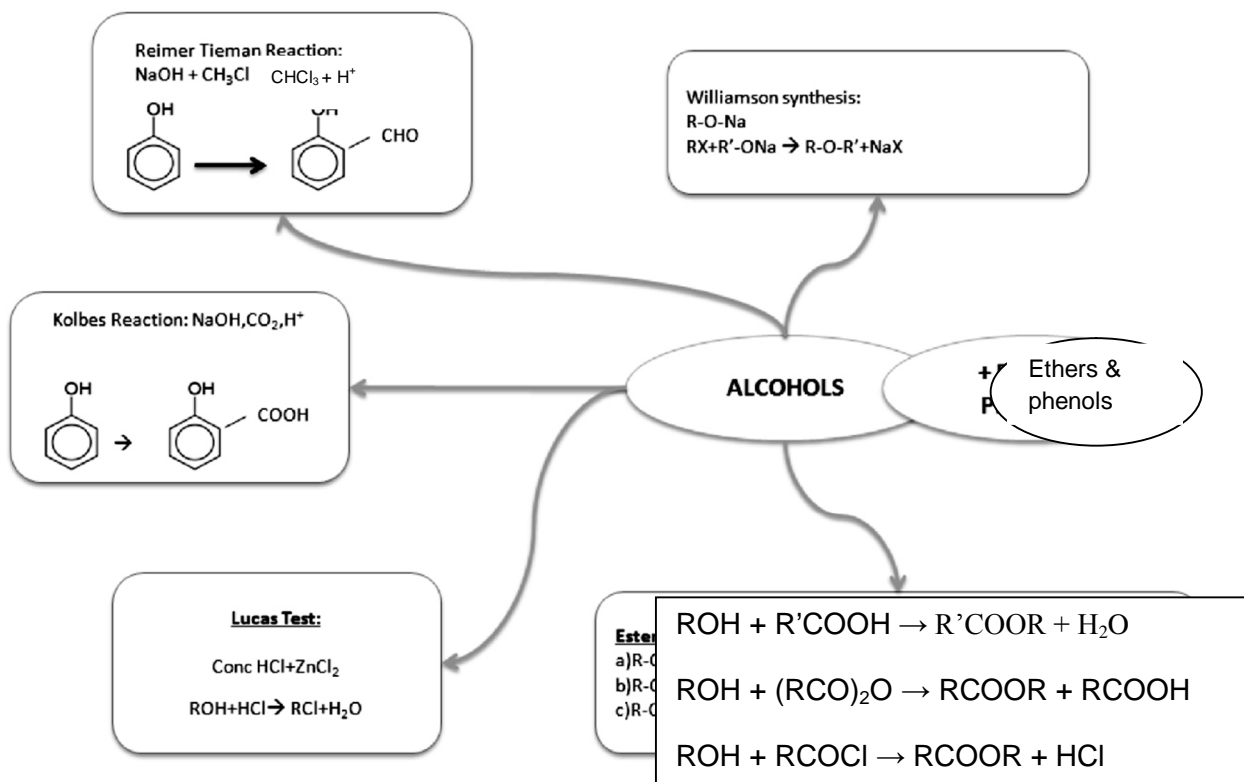 Reimer Tieman Reaction:
NaOH + CH₃Cl CHCl₃ + H⁺
OH
CHO
Williamson synthesis:
R-O-Na
RX+R’-ONa → R-O-R’+NaX
Kolbes Reaction: NaOH,CO₂,H⁺
OH
OH
COOH
→
ALCOHOLS
+
Ethers &
P
phenols
Lucas Test:
Conc HCl+ZnCl₂
ROH+HCl→ RCl+H₂O
Ester
a)R-
b)R-
c)R-
ROH + R’COOH → R’COOR + H₂O
ROH + (RCO)₂O → RCOOR + RCOOH
ROH + RCOCl → RCOOR + HCl